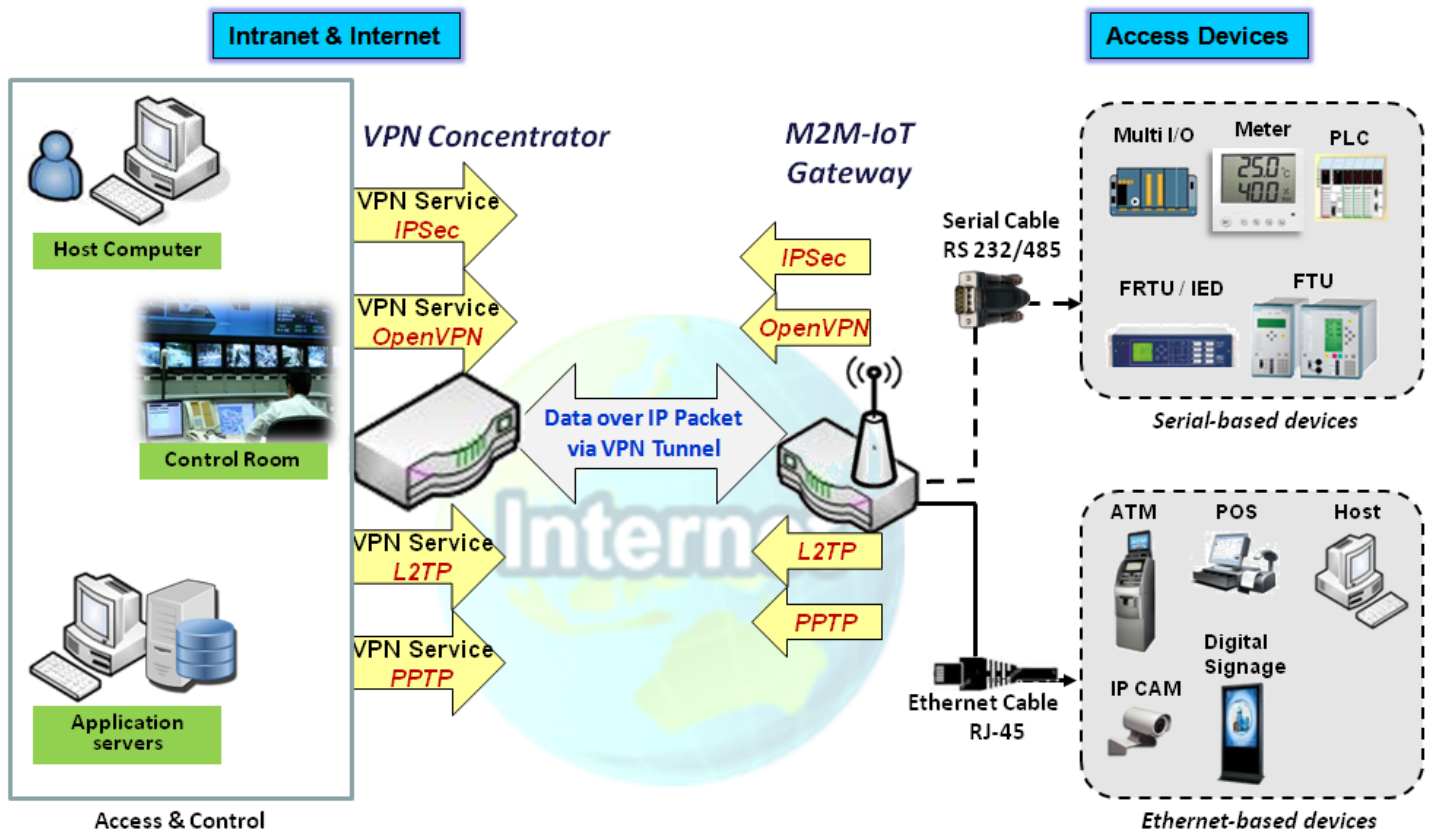 Intranet & Internet
Access Devices
VPN Concentrator
M2M-IoT
Gateway
VPN Service
IPSec
VPN Service
OpenVPN
VPN Service
L2TP
VPN Service
PPTP
IPSec
OpenVPN
L2TP
PPTP
Data over IP Packet
via VPN Tunnel
Internet
Host Computer
Control Room
Application
servers
Access & Control
Serial Cable
RS 232/485
Ethernet Cable
RJ-45
Multi I/O
Meter
PLC
25.0 °C
40.0 %
FRTU / IED
FTU
Serial-based devices
ATM
POS
Host
ATM
Digital
Signage
IP CAM
Ethernet-based devices